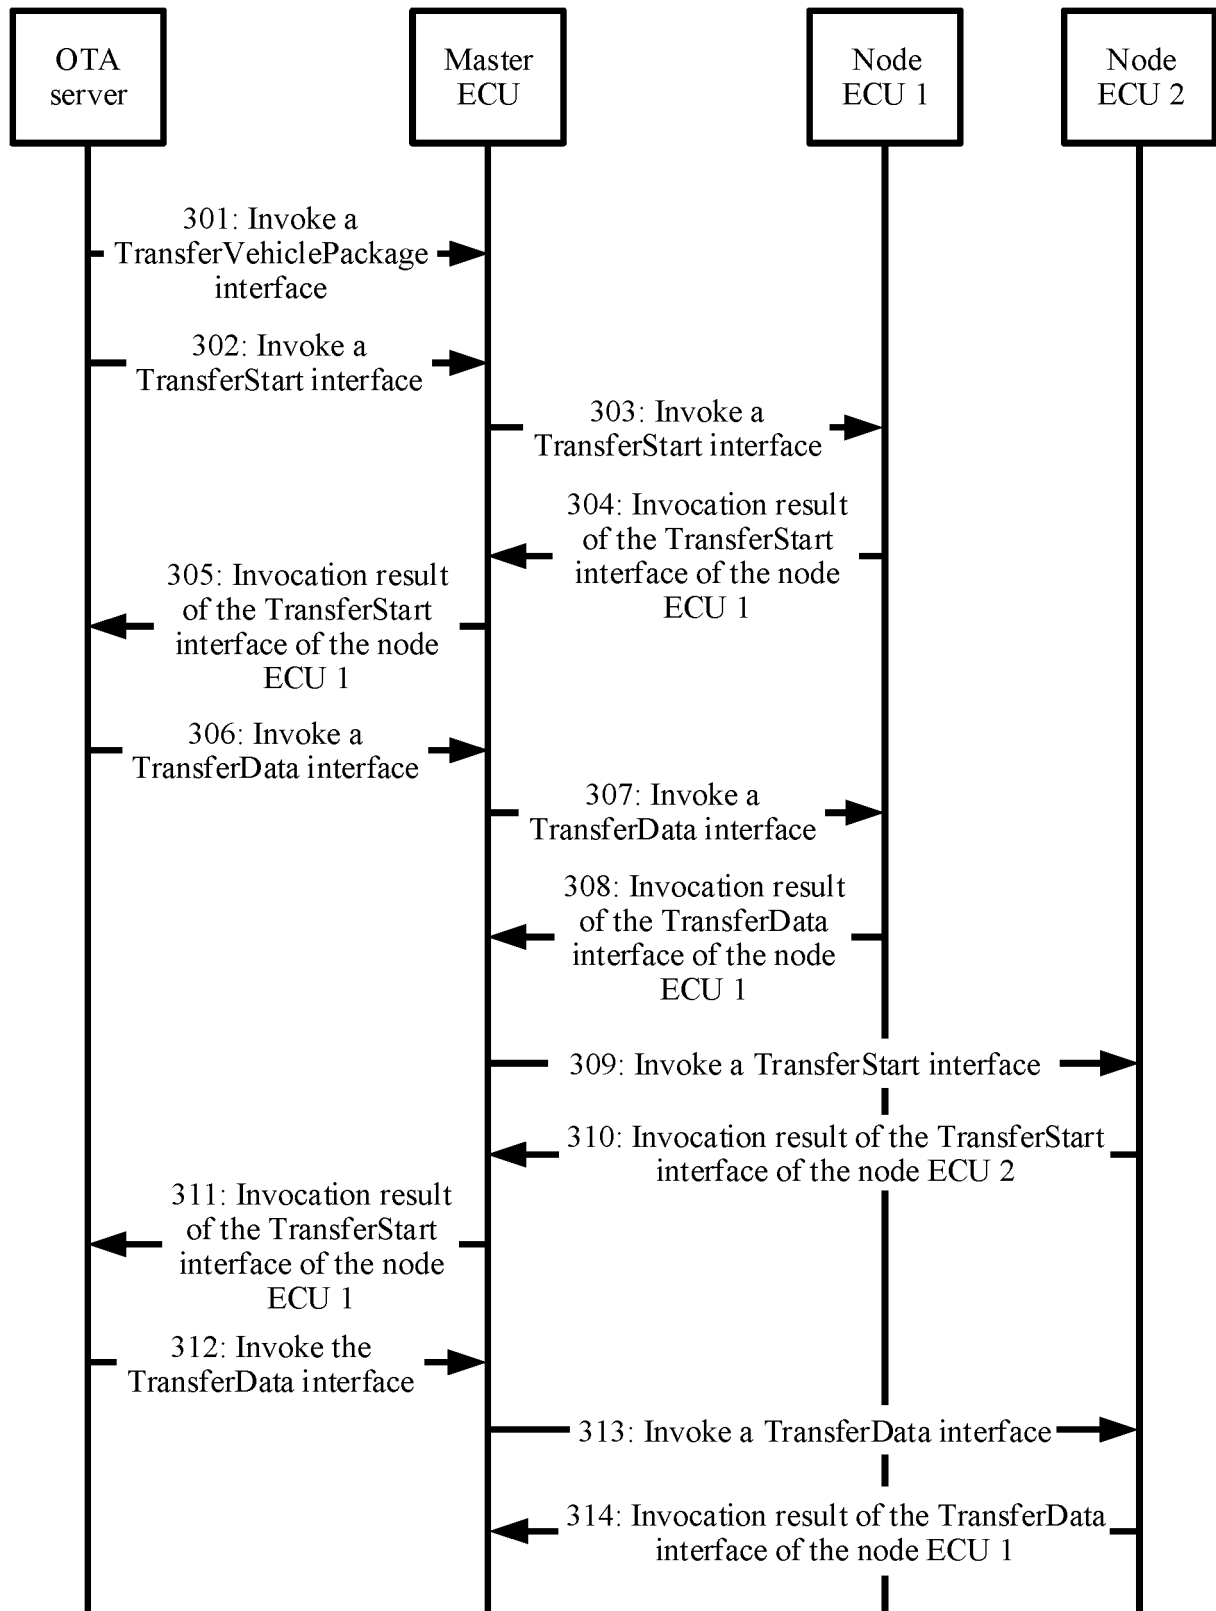 OTA
server
Master
ECU
Node
ECU 1
Node
ECU 2
301: Invoke a
TransferVehiclePackage
interface
302: Invoke a
TransferStart interface
303: Invoke a
TransferStart interface
304: Invocation result
of the TransferStart
interface of the node
ECU 1
305: Invocation result
of the TransferStart
interface of the node
ECU 1
306: Invoke a
TransferData interface
307: Invoke a
TransferData interface
308: Invocation result
of the TransferData
interface of the node
ECU 1
309: Invoke a TransferStart interface
310: Invocation result of the TransferStart
interface of the node ECU 2
311: Invocation result
of the TransferStart
interface of the node
ECU 1
312: Invoke the
TransferData interface
313: Invoke a TransferData interface
314: Invocation result of the TransferData
interface of the node ECU 1